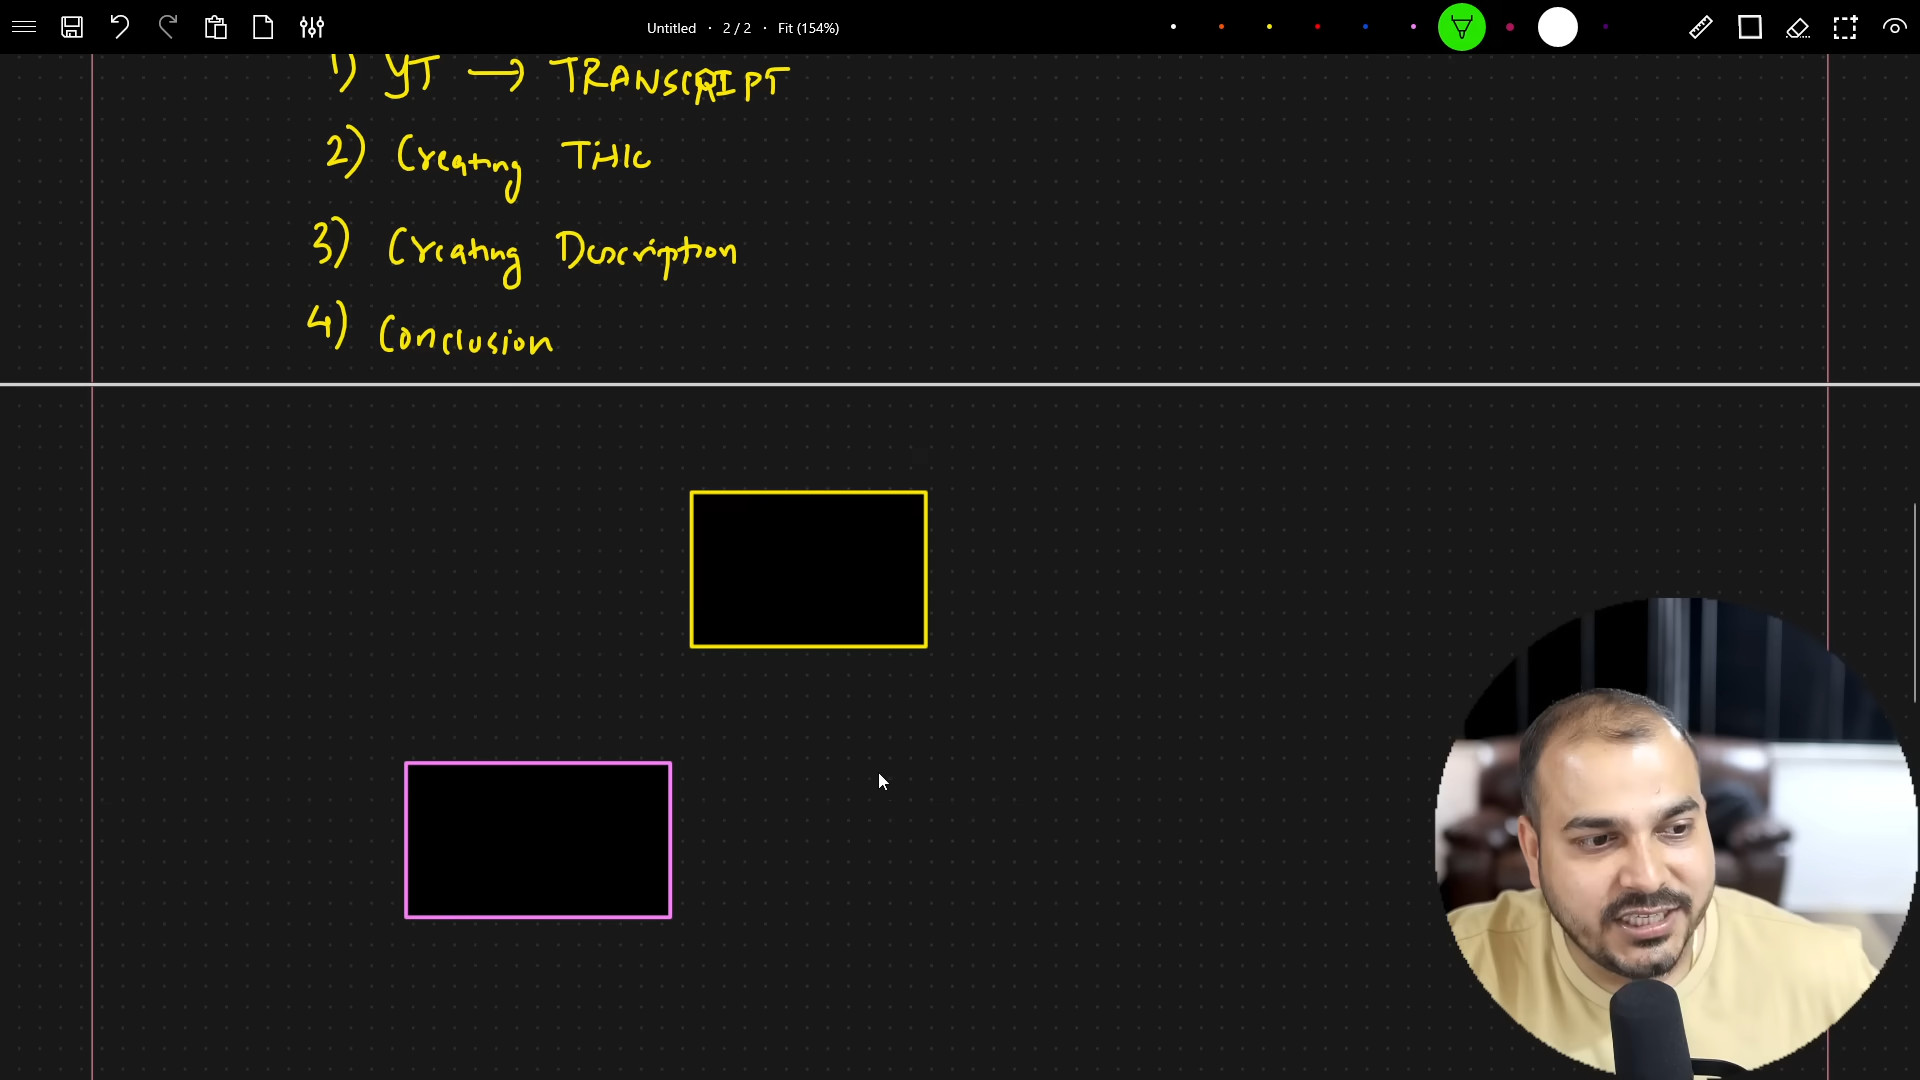 Untitled · 2 / 2 · Fit (154%)
1) YT → TRANSCRIPT
2) Creating Title
3) Creating Description
4) Conclusion